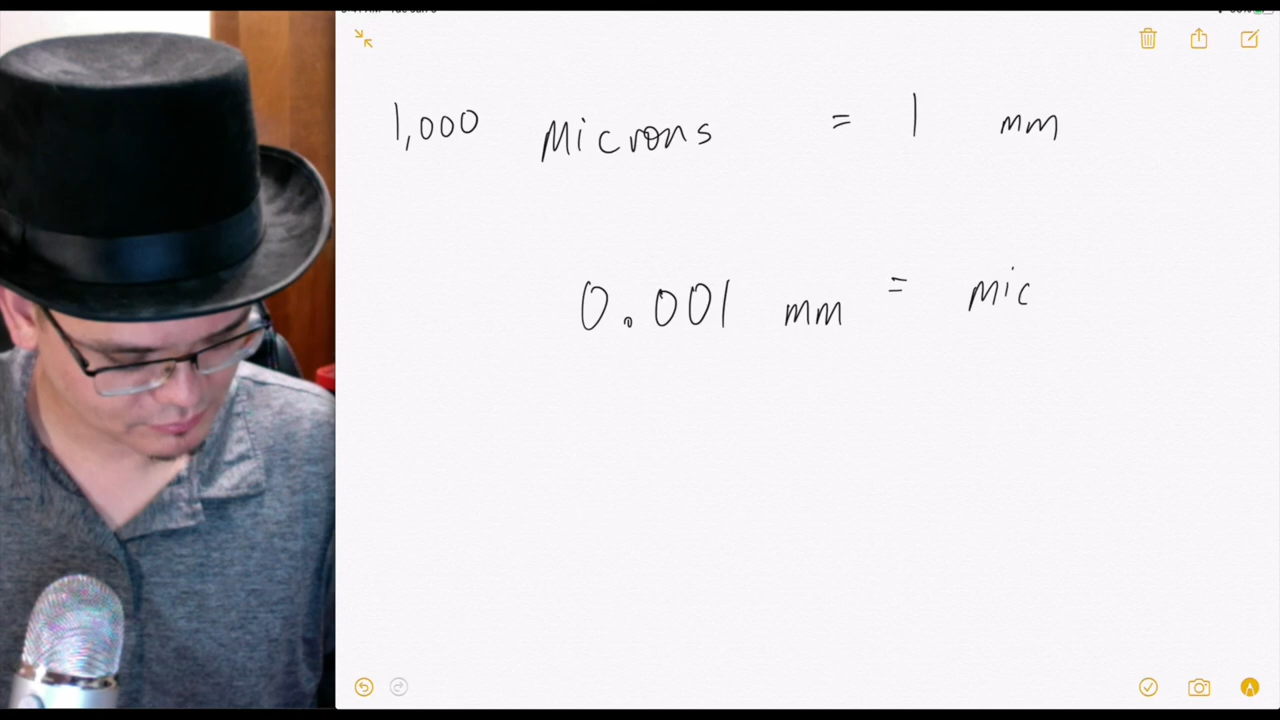 1,000 Microns = 1 mm
0.001 mm = mic